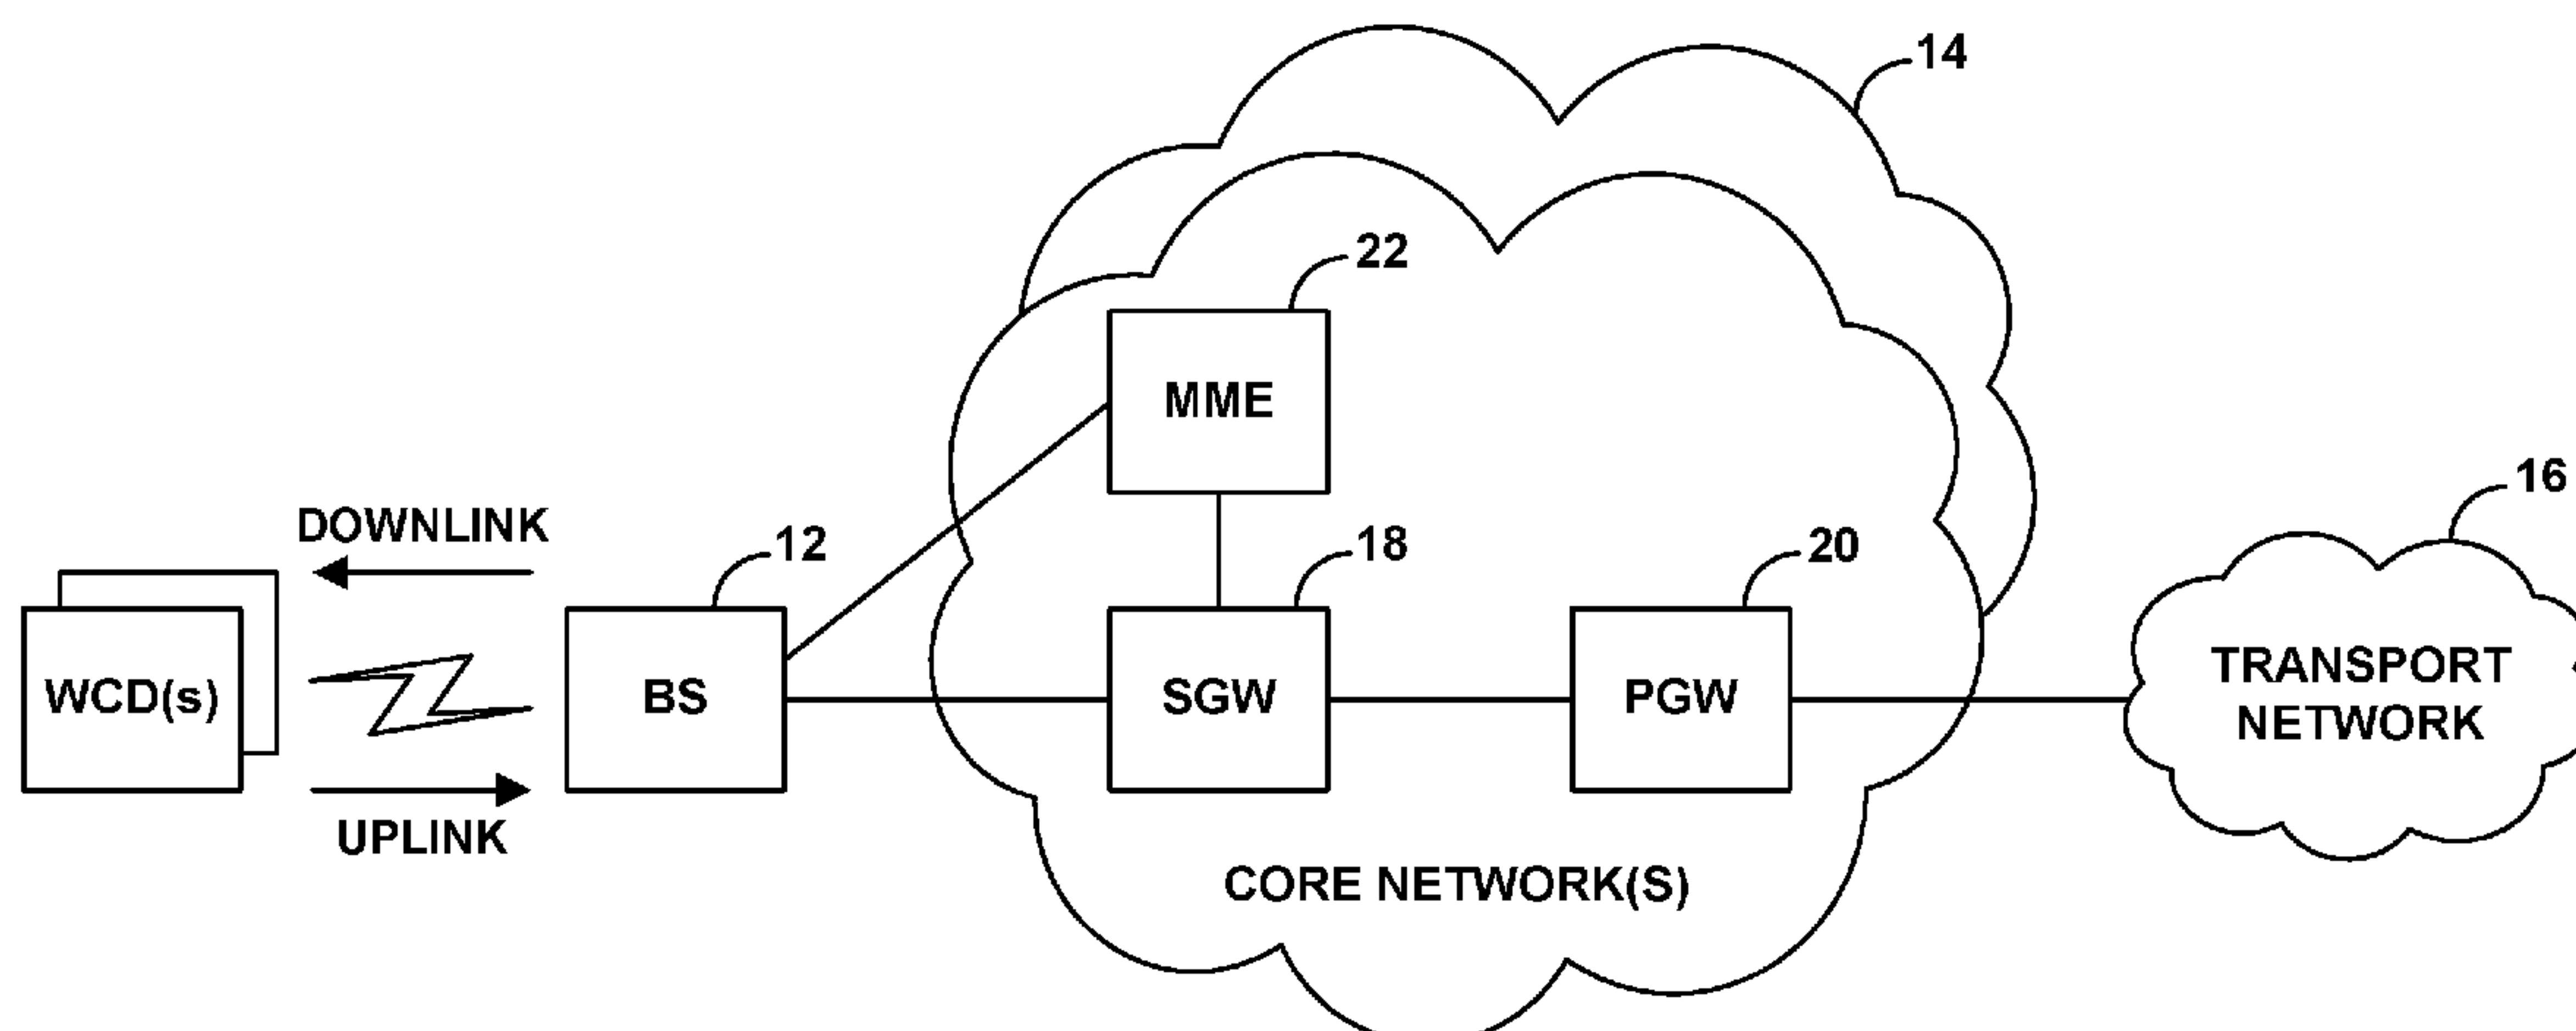 14
22
MME
16
DOWNLINK
12
18
20
WCD(s)
BS
SGW
PGW
TRANSPORT
NETWORK
UPLINK
CORE NETWORK(S)